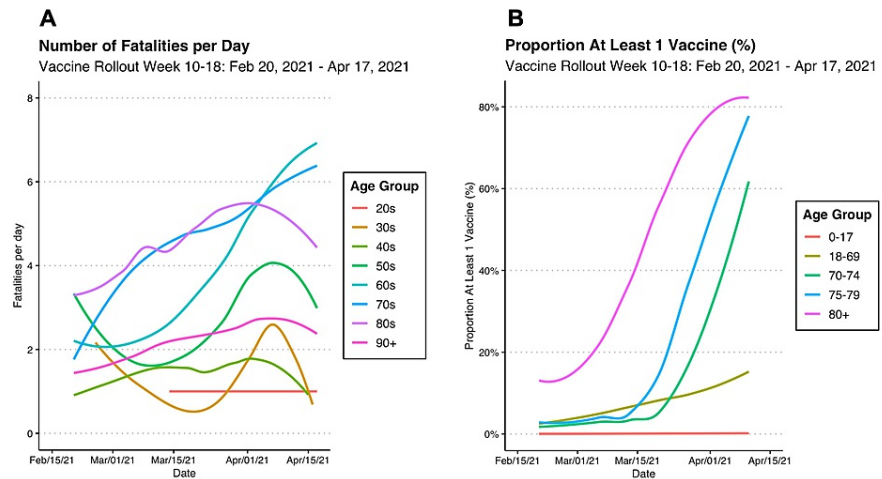 A
Number of Fatalities per Day
Vaccine Rollout Week 10-18: Feb 20, 2021 - Apr 17, 2021
8
6
4
2
0
Fatalities per day
Feb/15/21
Mar/01/21
Mar/15/21
Apr/01/21
Apr/15/21
Date
Age Group
20s
30s
40s
50s
60s
70s
80s
90+
B
Proportion At Least 1 Vaccine (%)
Vaccine Rollout Week 10-18: Feb 20, 2021 - Apr 17, 2021
80%
60%
40%
20%
0%
Proportion At Least 1 Vaccine (%)
Feb/15/21
Mar/01/21
Mar/15/21
Apr/01/21
Apr/15/21
Date
Age Group
0-17
18-69
70-74
75-79
80+